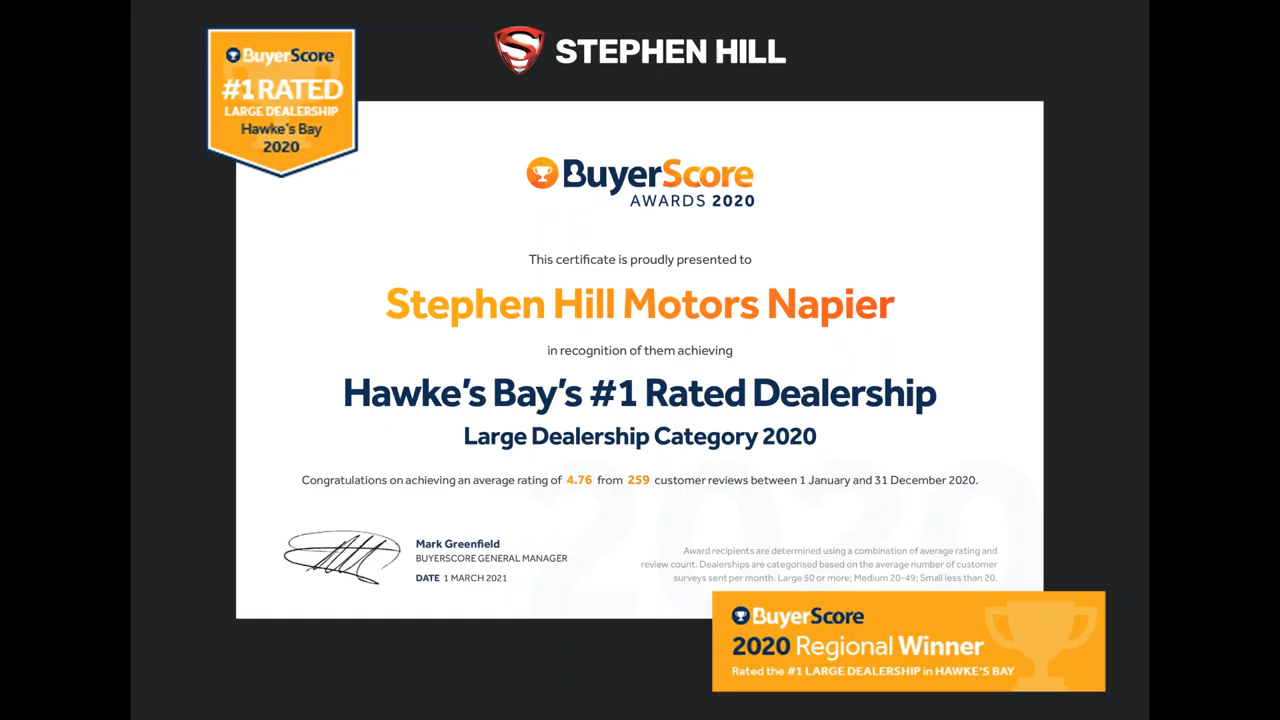 STEPHEN HILL
BuyerScore
#1 RATED
LARGE DEALERSHIP
Hawke's Bay
2020
BuyerScore
AWARDS 2020
This certificate is proudly presented to
Stephen Hill Motors Napier
in recognition of them achieving
Hawke's Bay's #1 Rated Dealership
Large Dealership Category 2020
Congratulations on achieving an average rating of 4.76 from 259 customer reviews between 1 January and 31 December 2020.
2020
Mark Greenfield
BUYERSCORE GENERAL MANAGER
DATE 1 MARCH 2021
Award recipients are determined using a combination of average rating and
review count. Dealerships are categorised based on the average number of customer
surveys sent per month. Large 50 or more; Medium 20-49; Small less than 20.
BuyerScore
2020 Regional Winner
Rated the #1 LARGE DEALERSHIP in HAWKE'S BAY